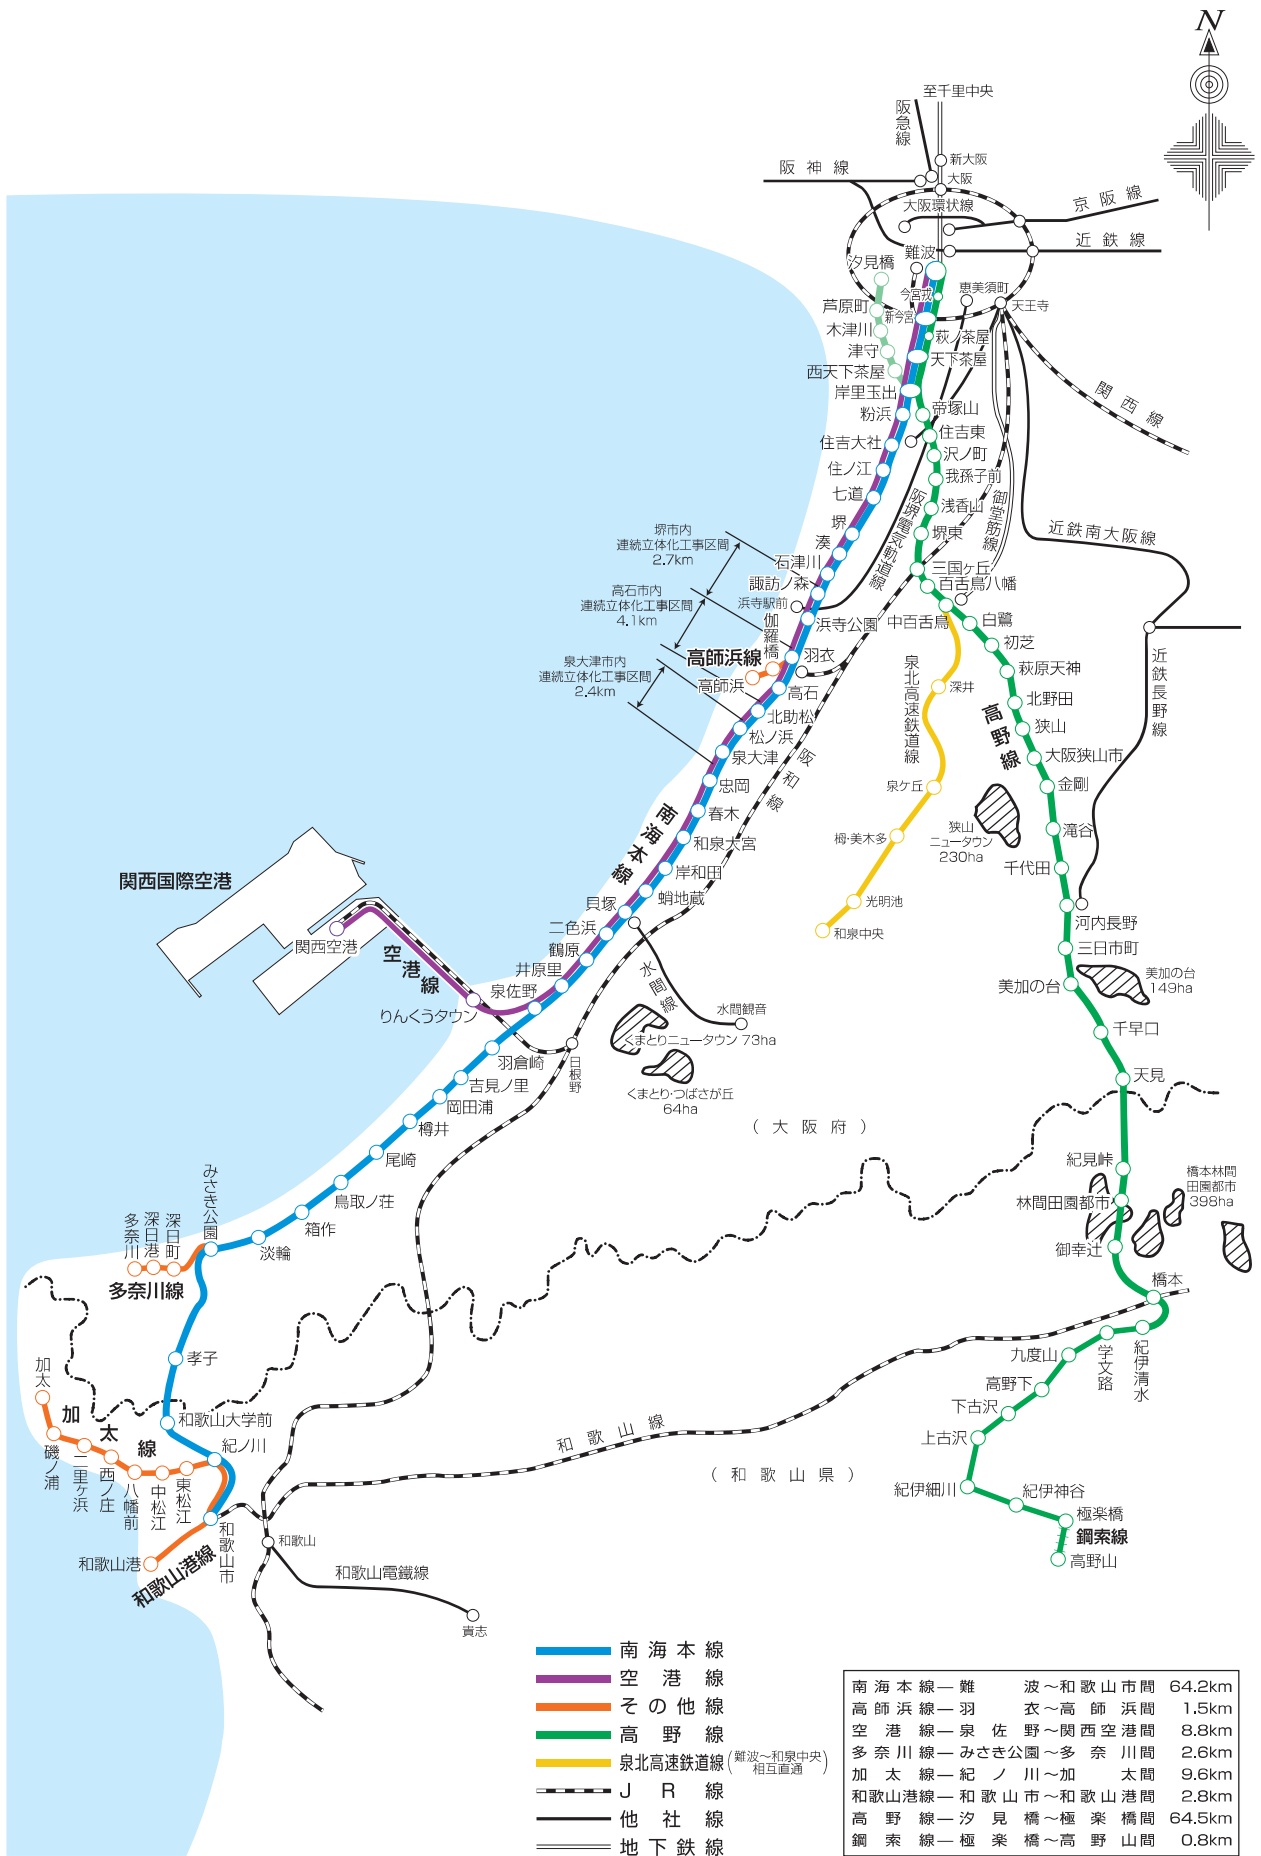 N
至千里中央
阪急線
新大阪
阪神線
大阪
大阪環状線
京阪線
近鉄線
難波
汐見橋
今宮戎
恵美須町
天王寺
芦原町
新今宮
木津川
萩ノ茶屋
津守
天下茶屋
西天下茶屋
関西線
岸里玉出
粉浜
帝塚山
住吉大社
住吉東
沢ノ町
住ノ江
我孫子前
七道
浅香山
御堂筋線
阪堺電気軌道線
堺
堺東
近鉄南大阪線
湊
堺市内
連続立体化工事区間
2.7km
石津川
三国ヶ丘
諏訪ノ森
百舌鳥八幡
高石市内
連続立体化工事区間
4.1km
浜寺駅前
浜寺公園
中百舌鳥
白鷺
伽羅橋
初芝
高師浜線
羽衣
近鉄長野線
泉大津市内
連続立体化工事区間
2.4km
高師浜
高石
泉北高速鉄道線
深井
萩原天神
北助松
北野田
松ノ浜
高野線
狭山
泉大津
阪和線
大阪狭山市
忠岡
泉ケ丘
金剛
春木
南海本線
和泉大宮
栂・美木多
狭山
ニュータウン
230ha
滝谷
岸和田
千代田
関西国際空港
蛸地蔵
貝塚
光明池
河内長野
二色浜
和泉中央
関西空港
鶴原
三日市町
空港線
井原里
水間線
美加の台
149ha
泉佐野
美加の台
りんくうタウン
水間観音
くまとりニュータウン 73ha
千早口
羽倉崎
日根野
天見
吉見ノ里
くまとり・つばさが丘
64ha
岡田浦
樽井
(大阪府)
尾崎
紀見峠
みさき公園
鳥取ノ荘
橋本林間
田園都市
398ha
林間田園都市
箱作
深日町
深日港
多奈川
淡輪
御幸辻
多奈川線
橋本
孝子
紀伊清水
学文路
九度山
加太
高野下
加太線
和歌山大学前
下古沢
和歌山線
紀ノ川
上古沢
磯ノ浦
二里ヶ浜
西ノ庄
八幡前
中松江
東松江
(和歌山県)
紀伊細川
紀伊神谷
和歌山市
極楽橋
鋼索線
和歌山
和歌山港
和歌山港線
高野山
和歌山電鐵線
貴志
南海本線
空港線
その他線
高野線
泉北高速鉄道線(難波～和泉中央
相互直通)
JR線
他社線
地下鉄線
南海本線―難波～和歌山市間 64.2km
高師浜線―羽衣～高師浜間 1.5km
空港線―泉佐野～関西空港間 8.8km
多奈川線―みさき公園～多奈川間 2.6km
加太線―紀ノ川～加太間 9.6km
和歌山港線―和歌山市～和歌山港間 2.8km
高野線―汐見橋～極楽橋間 64.5km
鋼索線―極楽橋～高野山間 0.8km